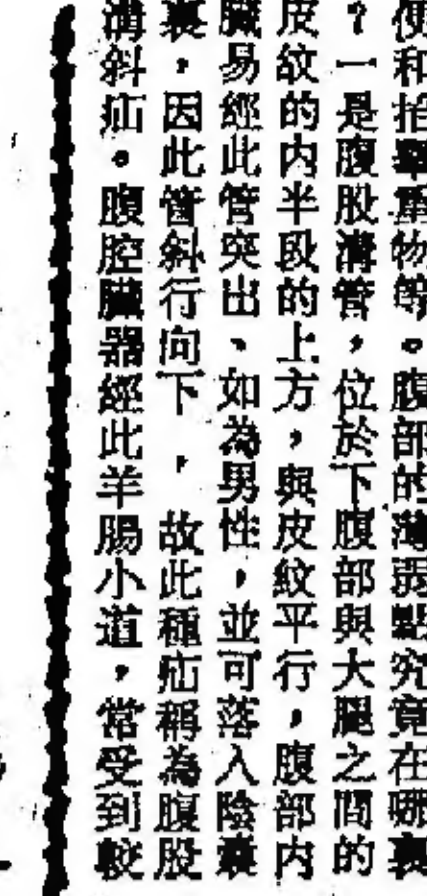 便和抬舉重物等。腹部的薄弱點究竟在哪裏
？一是腹股溝管，位於下腹部與大腿之間的
皮紋的內半段的上方，與皮紋平行，腹部內
臟易經此管突出、如為男性，並可落入陰囊
裏，因此管斜行向下，故此種疝稱為腹股
溝斜疝。腹腔臟器經此羊腸小道，常受到較